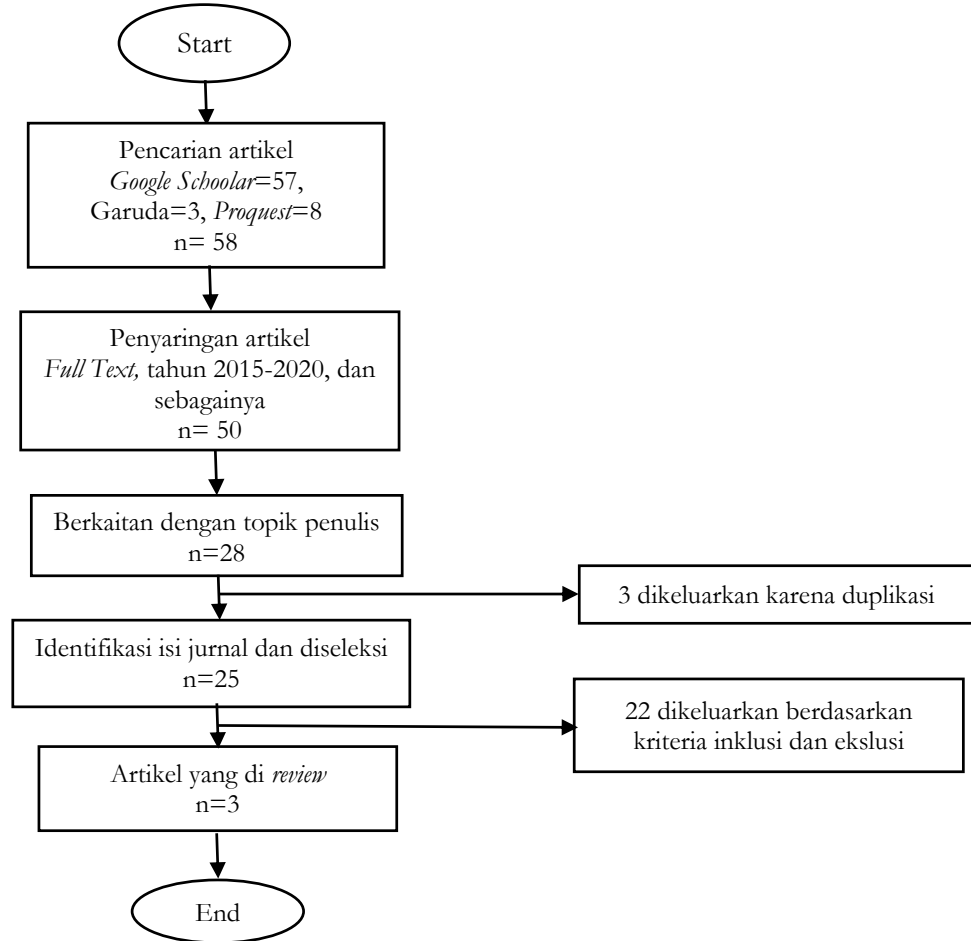 Start
Pencarian artikel
Google Schoolar=57,
Garuda=3, Proquest=8
n= 58
Penyaringan artikel
Full Text, tahun 2015-2020, dan
sebagainya
n= 50
Berkaitan dengan topik penulis
n=28
3 dikeluarkan karena duplikasi
Identifikasi isi jurnal dan diseleksi
n=25
22 dikeluarkan berdasarkan
kriteria inklusi dan ekslusi
Artikel yang di review
n=3
End